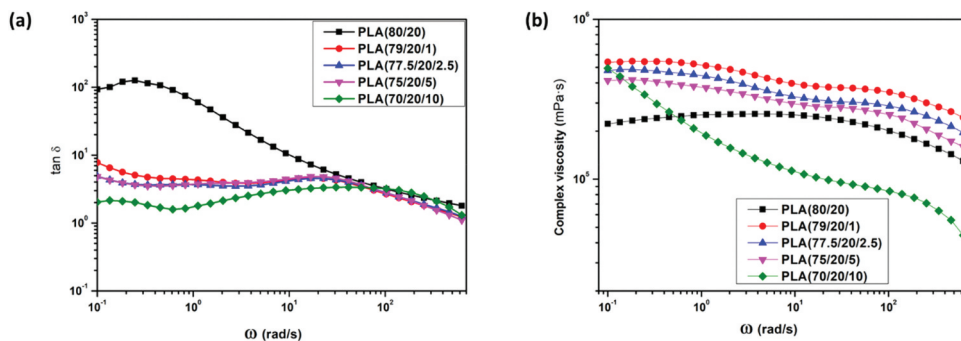 (a)
10³
10²
10¹
10⁰
10⁻¹
tan δ
PLA(80/20)
PLA(79/20/1)
PLA(77.5/20/2.5)
PLA(75/20/5)
PLA(70/20/10)
10⁻¹ 10⁰ 10¹ 10²
ω (rad/s)
(b)
10⁶
10⁵
Complex viscosity (mPa·s)
PLA(80/20)
PLA(79/20/1)
PLA(77.5/20/2.5)
PLA(75/20/5)
PLA(70/20/10)
10⁻¹ 10⁰ 10¹ 10²
ω (rad/s)